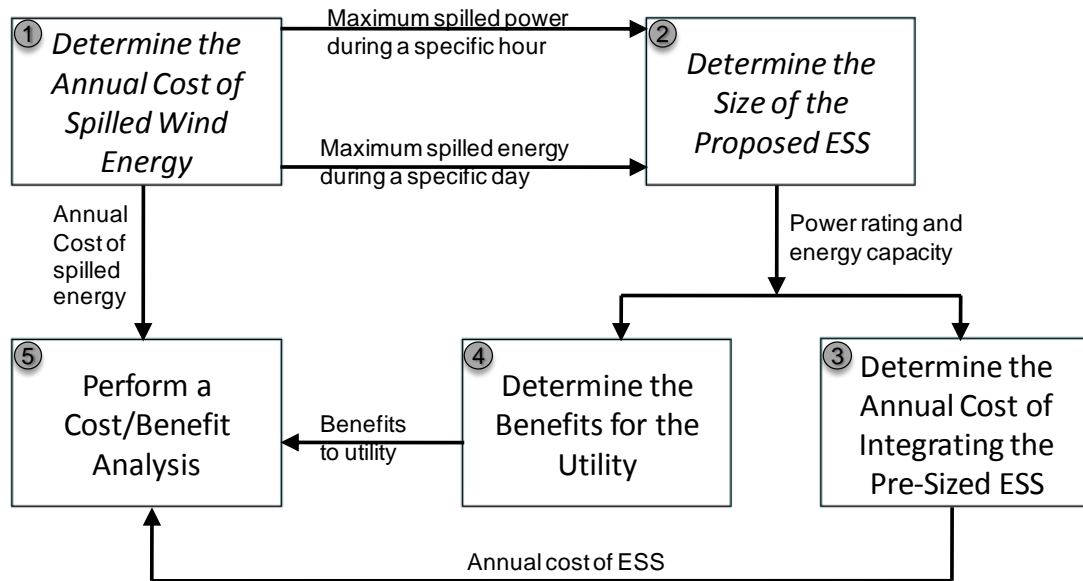 1
Determine the
Annual Cost of
Spilled Wind
Energy
Maximum spilled power
during a specific hour
Maximum spilled energy
during a specific day
2
Determine the
Size of the
Proposed ESS
Annual
Cost of
spilled
energy
Power rating and
energy capacity
5
Perform a
Cost/Benefit
Analysis
Benefits
to utility
4
Determine the
Benefits for the
Utility
3
Determine the
Annual Cost of
Integrating the
Pre-Sized ESS
Annual cost of ESS